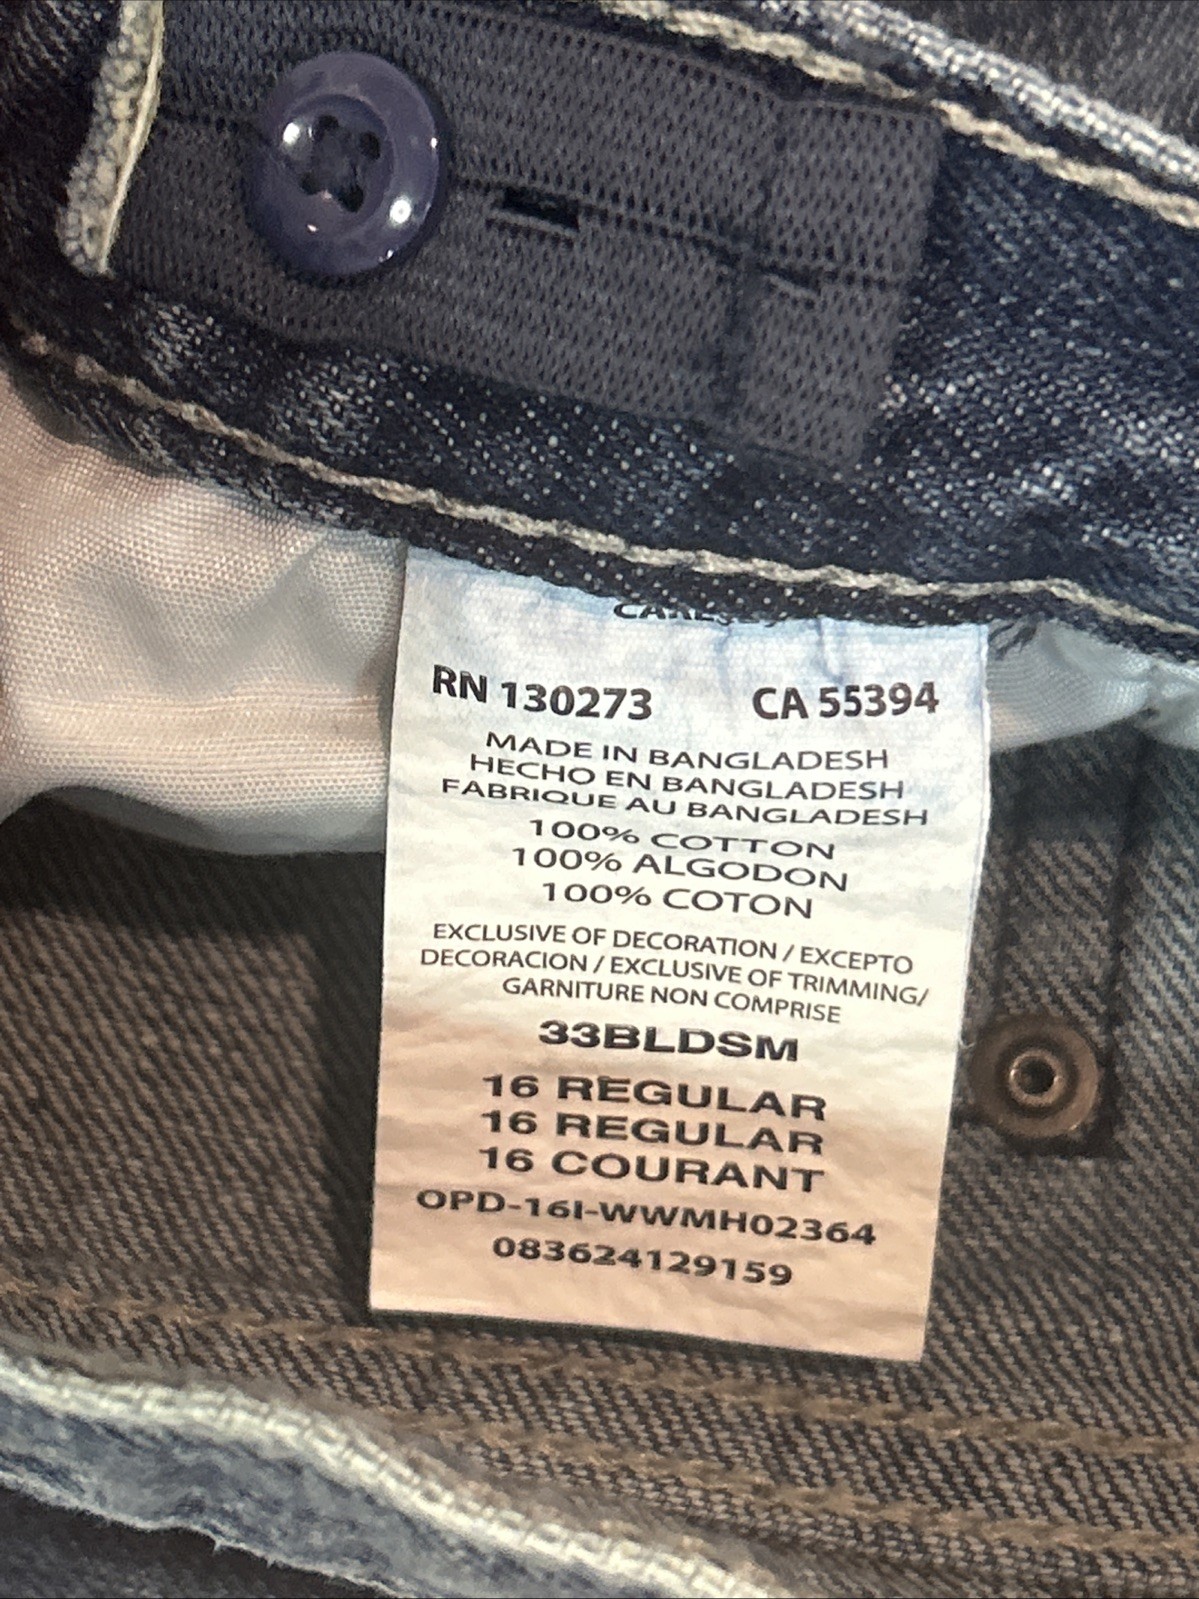 RN 130273 CA 55394
MADE IN BANGLADESH
HECHO EN BANGLADESH
FABRIQUE AU BANGLADESH
100% COTTON
100% ALGODON
100% COTON
EXCLUSIVE OF DECORATION / EXCEPTO
DECORACION / EXCLUSIVE OF TRIMMING/
GARNITURE NON COMPRISE
33BLDSM
16 REGULAR
16 REGULAR
16 COURANT
OPD-16I-WWMH02364
083624129159